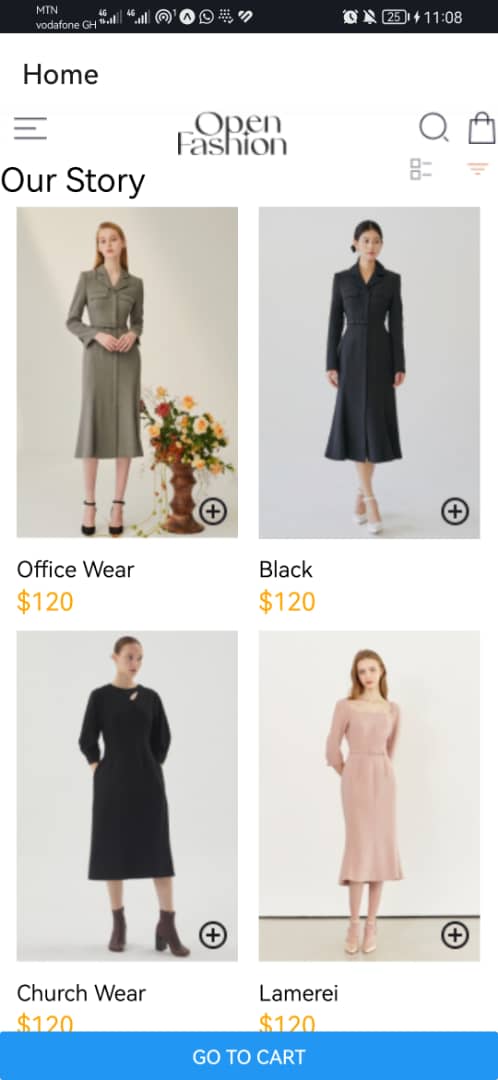 MTN
vodafone GH
4G
4G
25
11:08
Home
Open
Fashion
Our Story
Office Wear
$120
Black
$120
Church Wear
$120
Lamerei
$120
GO TO CART